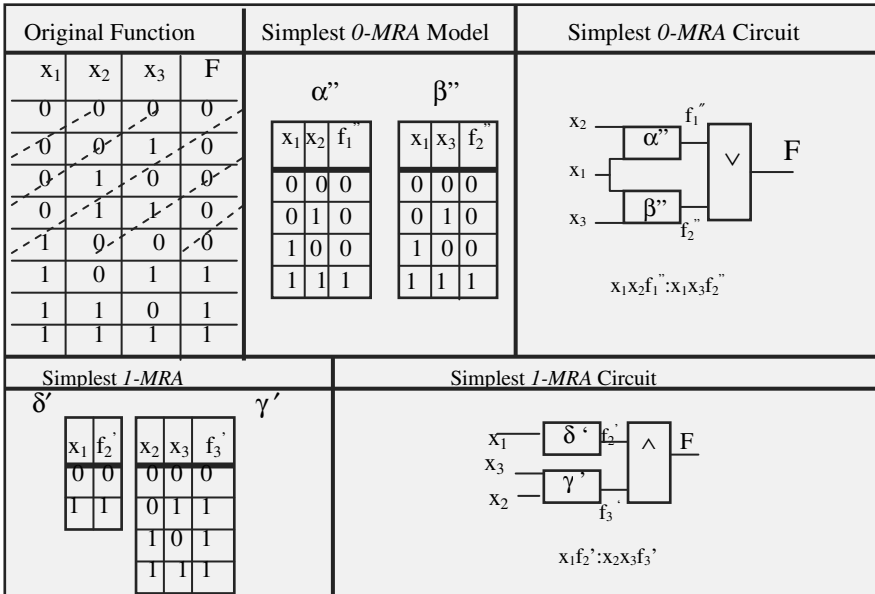 Original Function
x1 x2 x3 F
0 0 0 0
0 0 1 0
0 1 0 0
0 1 1 0
1 0 0 0
1 0 1 1
1 1 0 1
1 1 1 1
Simplest 0-MRA Model
α”
x1 x2 f1”
0 0 0
0 1 0
1 0 0
1 1 1
β”
x1 x3 f2”
0 0 0
0 1 0
1 0 0
1 1 1
Simplest 0-MRA Circuit
x2
x1
x3
α”
β”
f1”
f2”
∨
F
x1x2f1”:x1x3f2”
Simplest 1-MRA
δ′
x1 f2’
0 0
1 1
γ′
x2 x3 f3’
0 0 0
0 1 1
1 0 1
1 1 1
Simplest 1-MRA Circuit
x1
x3
x2
δ ‘
γ ’
f2’
f3‘
∧
F
x1f2’:x2x3f3’